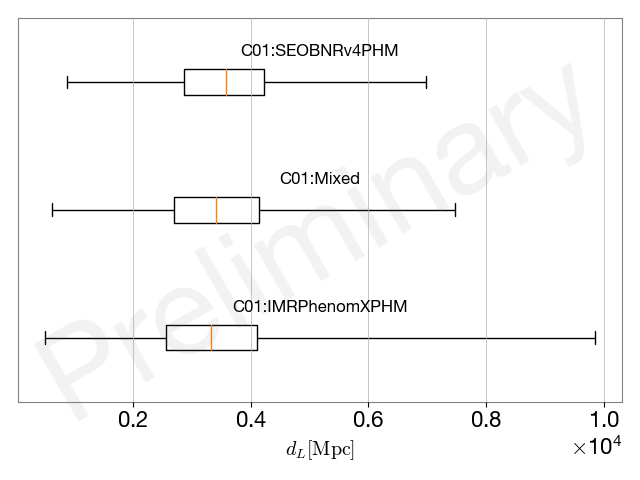 C01:SEOBNRv4PHM
C01:Mixed
C01:IMRPhenomXPHM
Preliminary
0.2 0.4 0.6 0.8 1.0
×10⁴
d_L[Mpc]